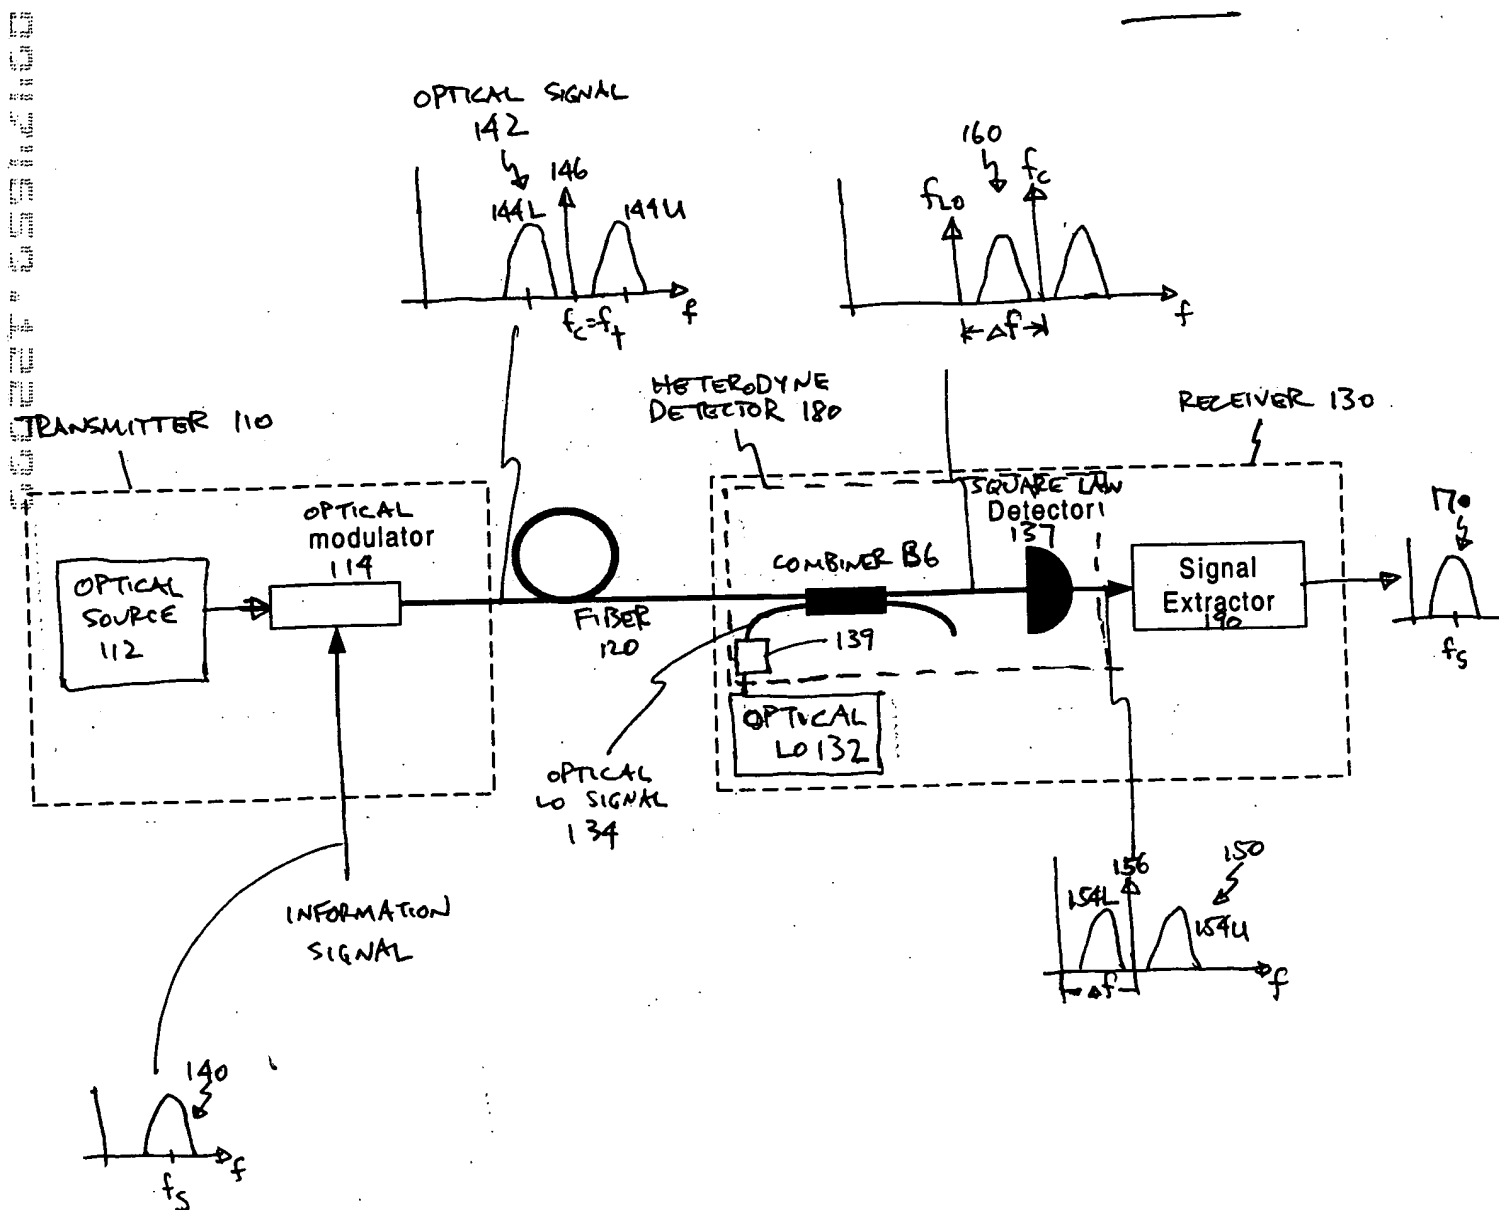 OPTICAL SIGNAL
142
146
144L
144U
fc=ft
f
160
fLO
fc
Δf
f
TRANSMITTER 110
HETERODYNE
DETECTOR 180
RECEIVER 130
OPTICAL
modulator
114
OPTICAL
SOURCE
112
FIBER
120
COMBINER 136
SQUARE LAW
Detector
137
Signal
Extractor
190
170
fs
139
OPTICAL
LO 132
OPTICAL
LO SIGNAL
134
INFORMATION
SIGNAL
156
150
154L
154U
Δf
f
140
f
fs